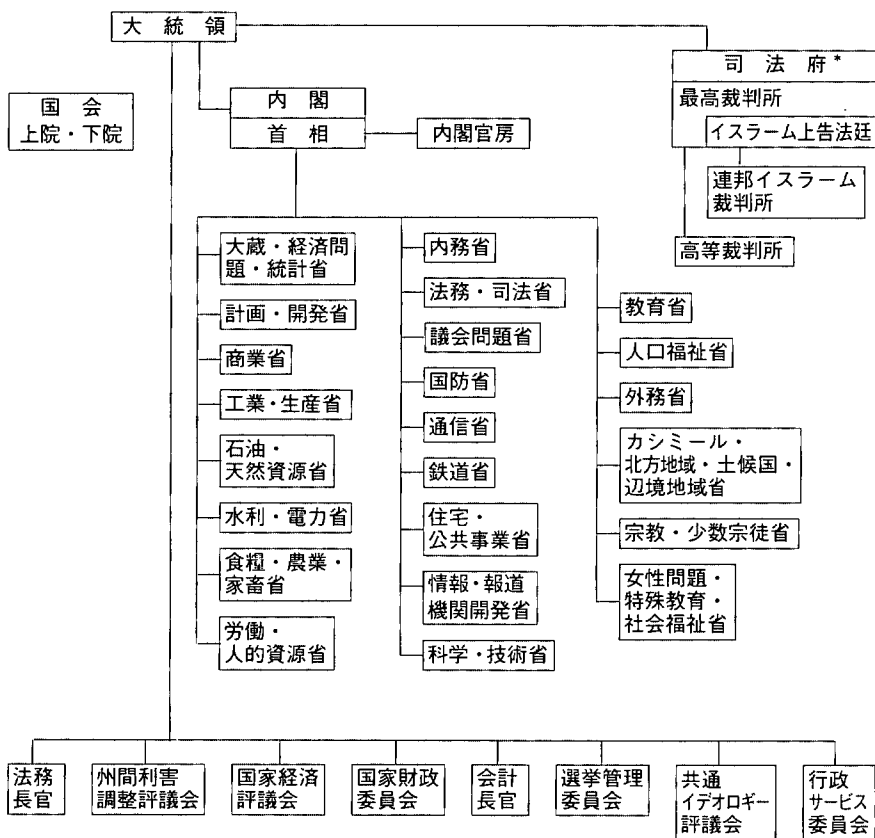 大統領
国会
上院・下院
内閣
首相
内閣官房
司法府*
最高裁判所
イスラーム上告法廷
連邦イスラーム
裁判所
高等裁判所
大蔵・経済問
題・統計省
計画・開発省
商業省
工業・生産省
石油・
天然資源省
水利・電力省
食糧・農業・
家畜省
労働・
人的資源省
内務省
法務・司法省
議会問題省
国防省
通信省
鉄道省
住宅・
公共事業省
情報・報道
機関開発省
科学・技術省
教育省
人口福祉省
外務省
カシミール・
北方地域・土候国・
辺境地域省
宗教・少数宗徒省
女性問題・
特殊教育・
社会福祉省
法務
長官
州間利害
調整評議会
国家経済
評議会
国家財政
委員会
会計
長官
選挙管理
委員会
共通
イデオロギー
評議会
行政
サービス
委員会